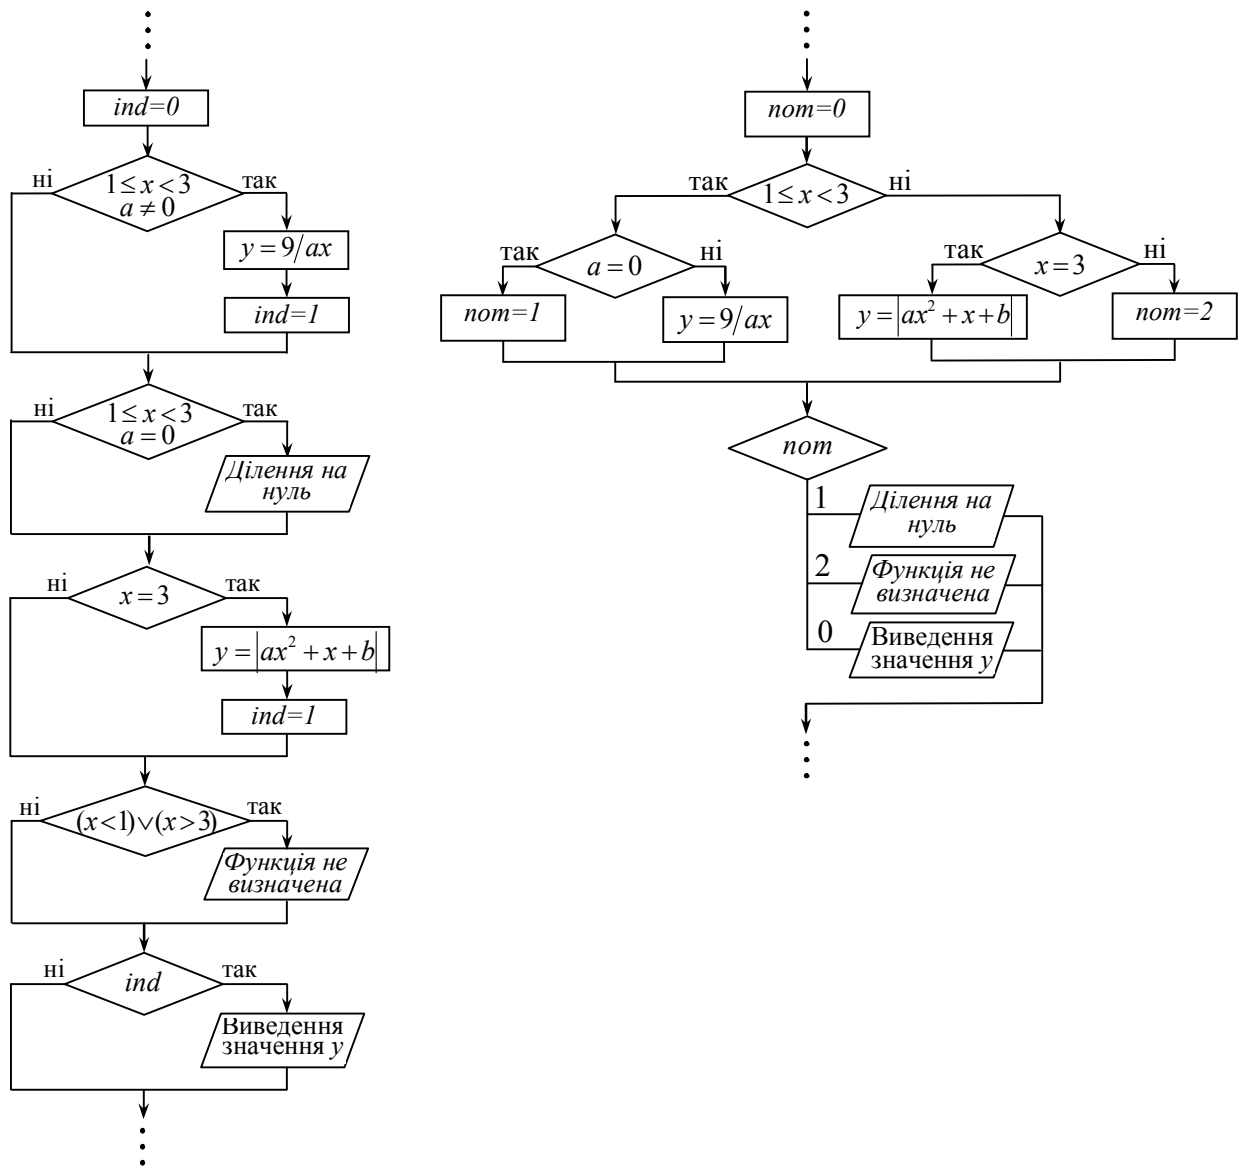 ind=0
ні
1 ≤ x < 3
a ≠ 0
так
y = 9/ax
ind=1
ні
1 ≤ x < 3
a = 0
так
Ділення на
нуль
ні
x = 3
так
y = |ax² + x + b|
ind=1
ні
(x<1)∨(x>3)
так
Функція не
визначена
ні
ind
так
Виведення
значення y
nom=0
так
1 ≤ x < 3
ні
так
a = 0
ні
nom=1
y = 9/ax
так
x = 3
ні
y = |ax² + x + b|
nom=2
nom
1
Ділення на
нуль
2
Функція не
визначена
0
Виведення
значення y